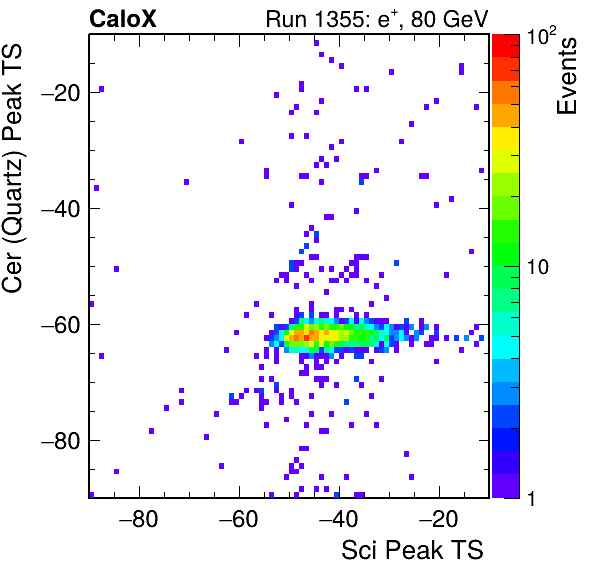 CaloX
Run 1355: e+, 80 GeV
Cer (Quartz) Peak TS
−20
−40
−60
−80
−80
−60
−40
−20
Sci Peak TS
10²
10
1
Events